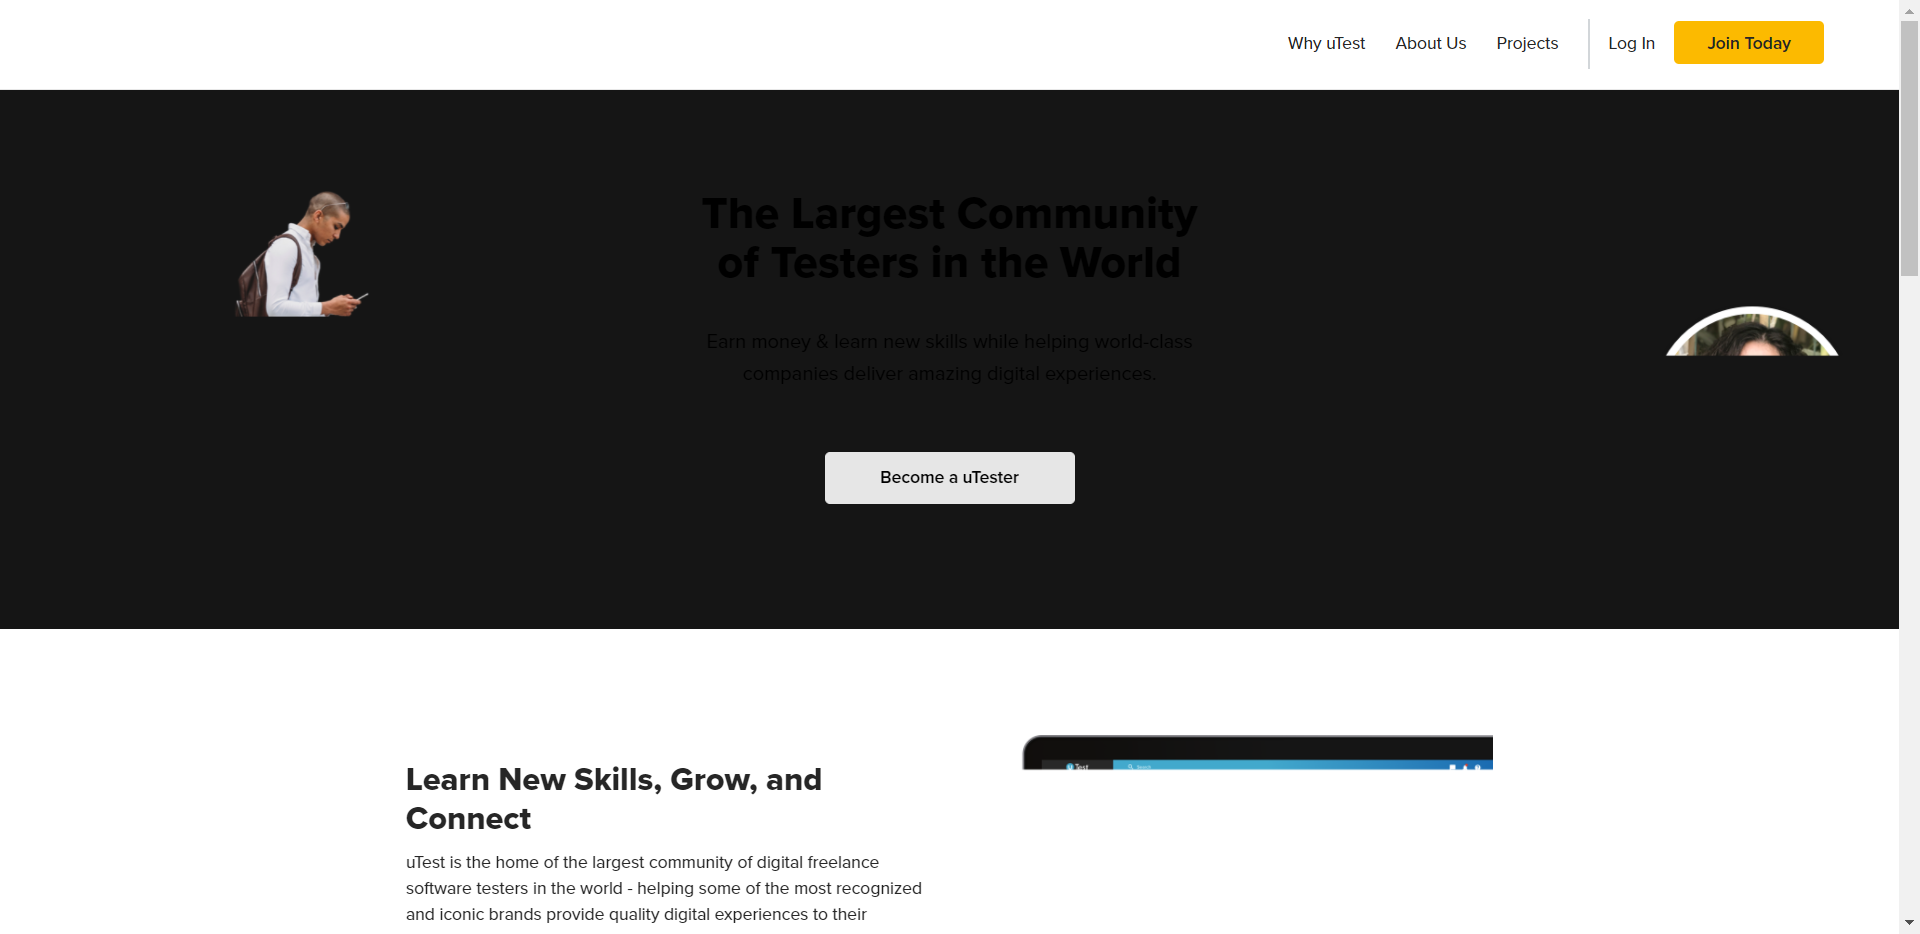 Why uTest
About Us
Projects
Log In
Join Today
The Largest Community
of Testers in the World
Earn money & learn new skills while helping world-class
companies deliver amazing digital experiences.
Become a uTester
Learn New Skills, Grow, and
Connect
uTest is the home of the largest community of digital freelance
software testers in the world - helping some of the most recognized
and iconic brands provide quality digital experiences to their
uTest
Search